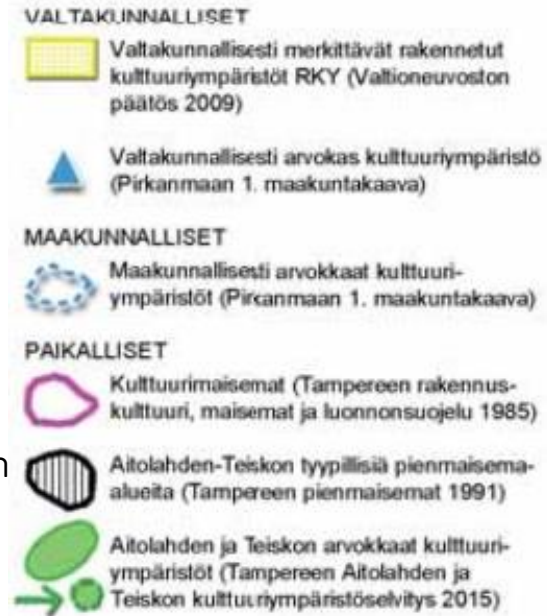 VALTAKUNNALLISET
Valtakunnallisesti merkittävät rakennetut
kulttuuriympäristöt RKY (Valtioneuvoston
päätös 2009)
Valtakunnallisesti arvokas kulttuuriympäristö
(Pirkanmaan 1. maakuntakaava)
MAAKUNNALLISET
Maakunnallisesti arvokkaat kulttuuri-
ympäristöt (Pirkanmaan 1. maakuntakaava)
PAIKALLISET
Kulttuurimaisemat (Tampereen rakennus-
kulttuuri, maisemat ja luonnonsuojelu 1985)
n
Aitolahden-Teiskon tyypillisiä pienmaisema-
alueita (Tampereen pienmaisemat 1991)
Aitolahden ja Teiskon arvokkaat kulttuuri-
ympäristöt (Tampereen Aitolahden ja
Teiskon kulttuuriympäristöselvitys 2015)